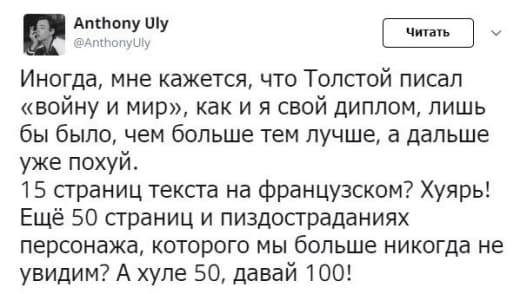 Anthony Uly
@AnthonyUly
Читать
Иногда, мне кажется, что Толстой писал
«войну и мир», как и я свой диплом, лишь
бы было, чем больше тем лучше, а дальше
уже похуй.
15 страниц текста на французском? Хуярь!
Ещё 50 страниц и пиздостраданиях
персонажа, которого мы больше никогда не
увидим? А хуле 50, давай 100!